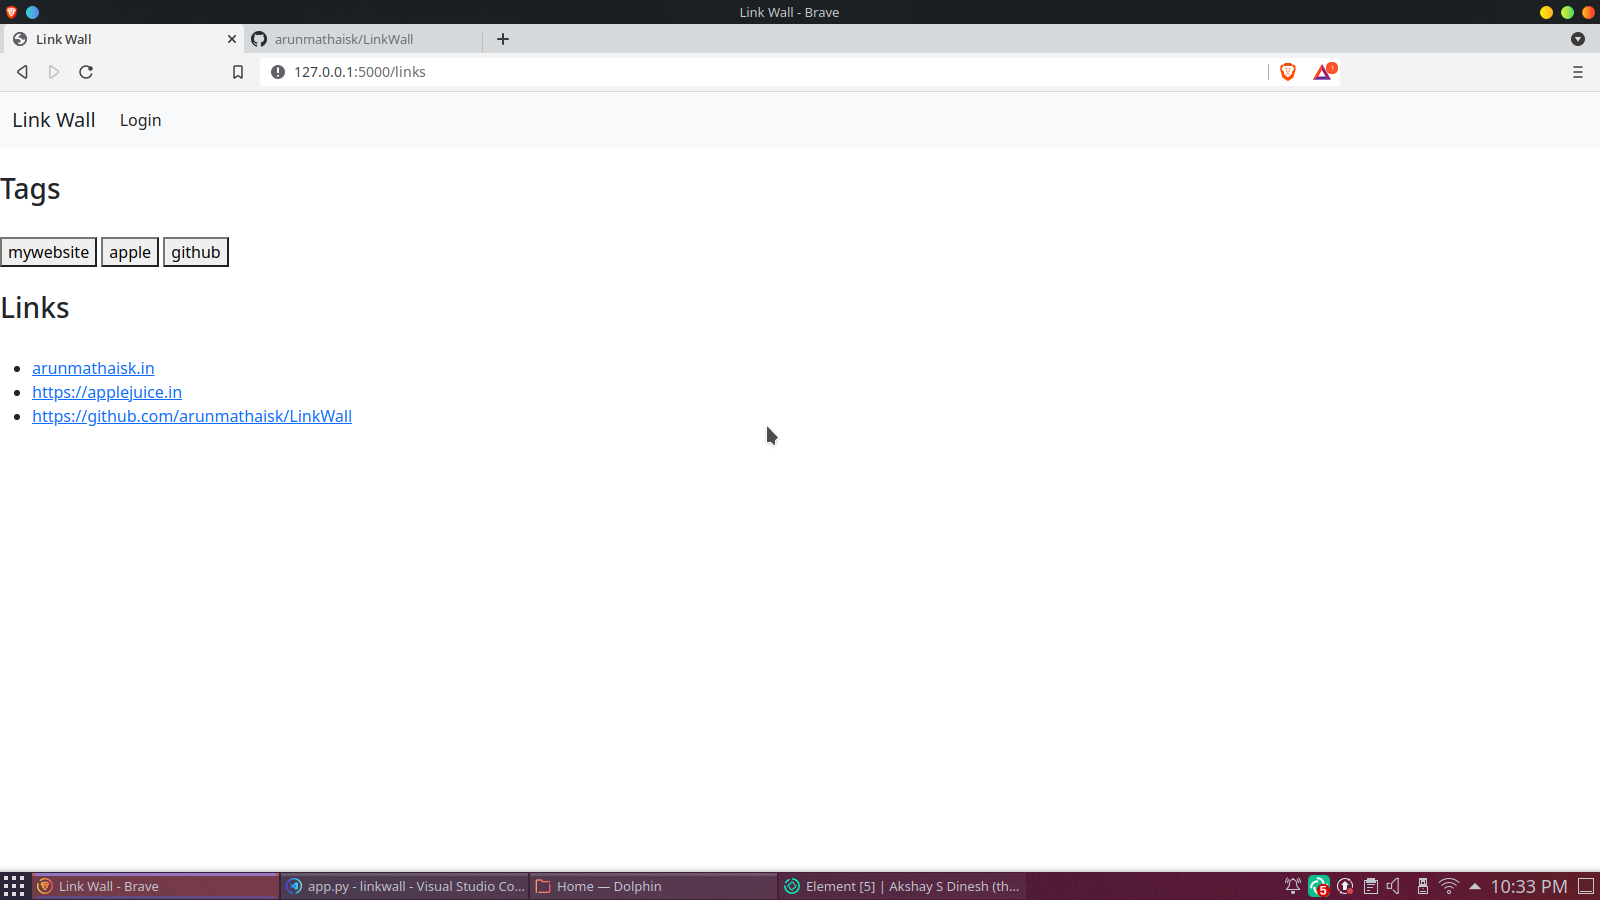 Link Wall - Brave
Link Wall
arunmathaisk/LinkWall
127.0.0.1:5000/links
Link Wall Login
Tags
mywebsite apple github
Links
arunmathaisk.in
https://applejuice.in
https://github.com/arunmathaisk/LinkWall
Link Wall - Brave
app.py - linkwall - Visual Studio Co...
Home — Dolphin
Element [5] | Akshay S Dinesh (th...
5
10:33 PM